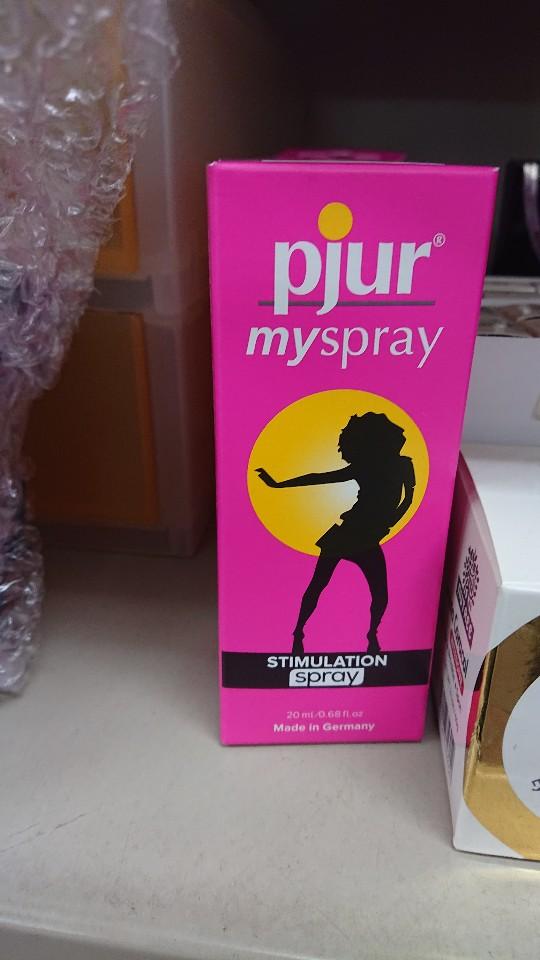 pjur®
myspray
STIMULATION
spray
20 ml/0.68 fl.oz
Made in Germany